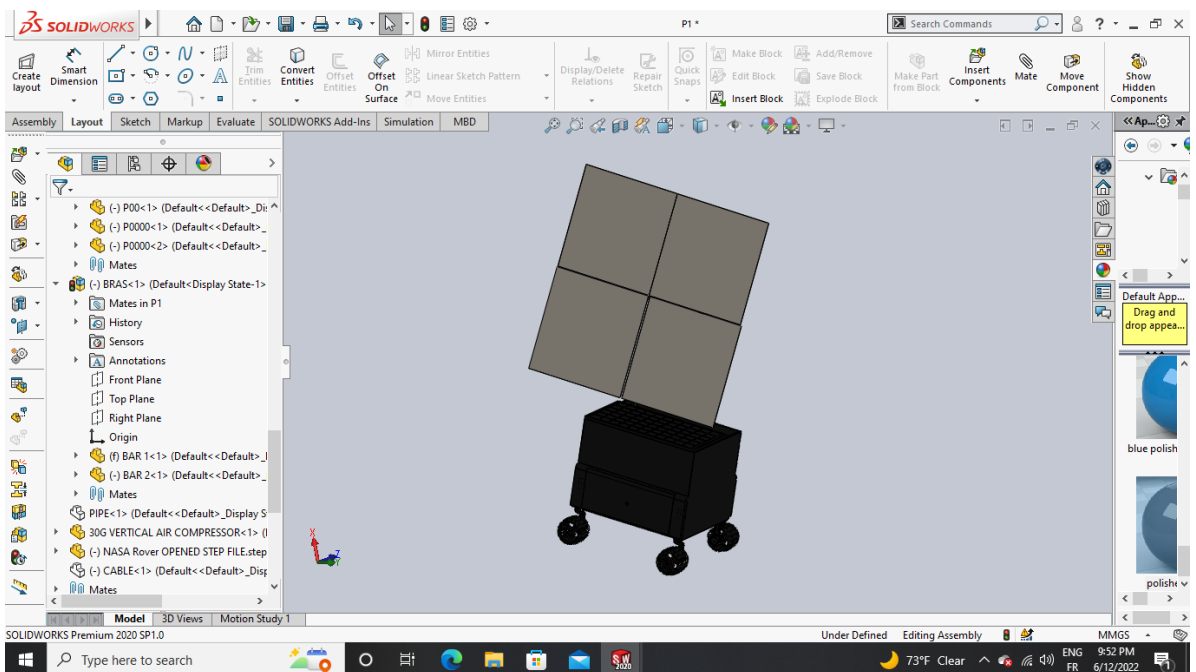 SOLIDWORKS
P1 *
Search Commands
Create layout
Smart Dimension
Trim Entities
Convert Entities
Offset Entities
Offset On Surface
Mirror Entities
Linear Sketch Pattern
Move Entities
Display/Delete Relations
Repair Sketch
Quick Snaps
Make Block
Edit Block
Insert Block
Add/Remove
Save Block
Explode Block
Make Part from Block
Insert Components
Mate
Move Component
Show Hidden Components
Assembly Layout Sketch Markup Evaluate SOLIDWORKS Add-Ins Simulation MBD
Ap...
(-) P00<1> (Default<<Default>_Dis
(-) P0000<1> (Default<<Default>_
(-) P0000<2> (Default<<Default>_
Mates
(-) BRAS<1> (Default<Display State-1>
Mates in P1
History
Sensors
Annotations
Front Plane
Top Plane
Right Plane
Origin
(f) BAR 1<1> (Default<<Default>_
(-) BAR 2<1> (Default<<Default>_
Mates
PIPE<1> (Default<<Default>_Display S
30G VERTICAL AIR COMPRESSOR<1> (
(-) NASA Rover OPENED STEP FILE.step
(-) CABLE<1> (Default<<Default>_Disp
Mates
X
Z
Default App...
Drag and drop appea...
blue polish
polishe
Model 3D Views Motion Study 1
SOLIDWORKS Premium 2020 SP1.0
Under Defined Editing Assembly MMGS
Type here to search
SW 2020
73°F Clear
ENG
FR
9:52 PM
6/12/2022